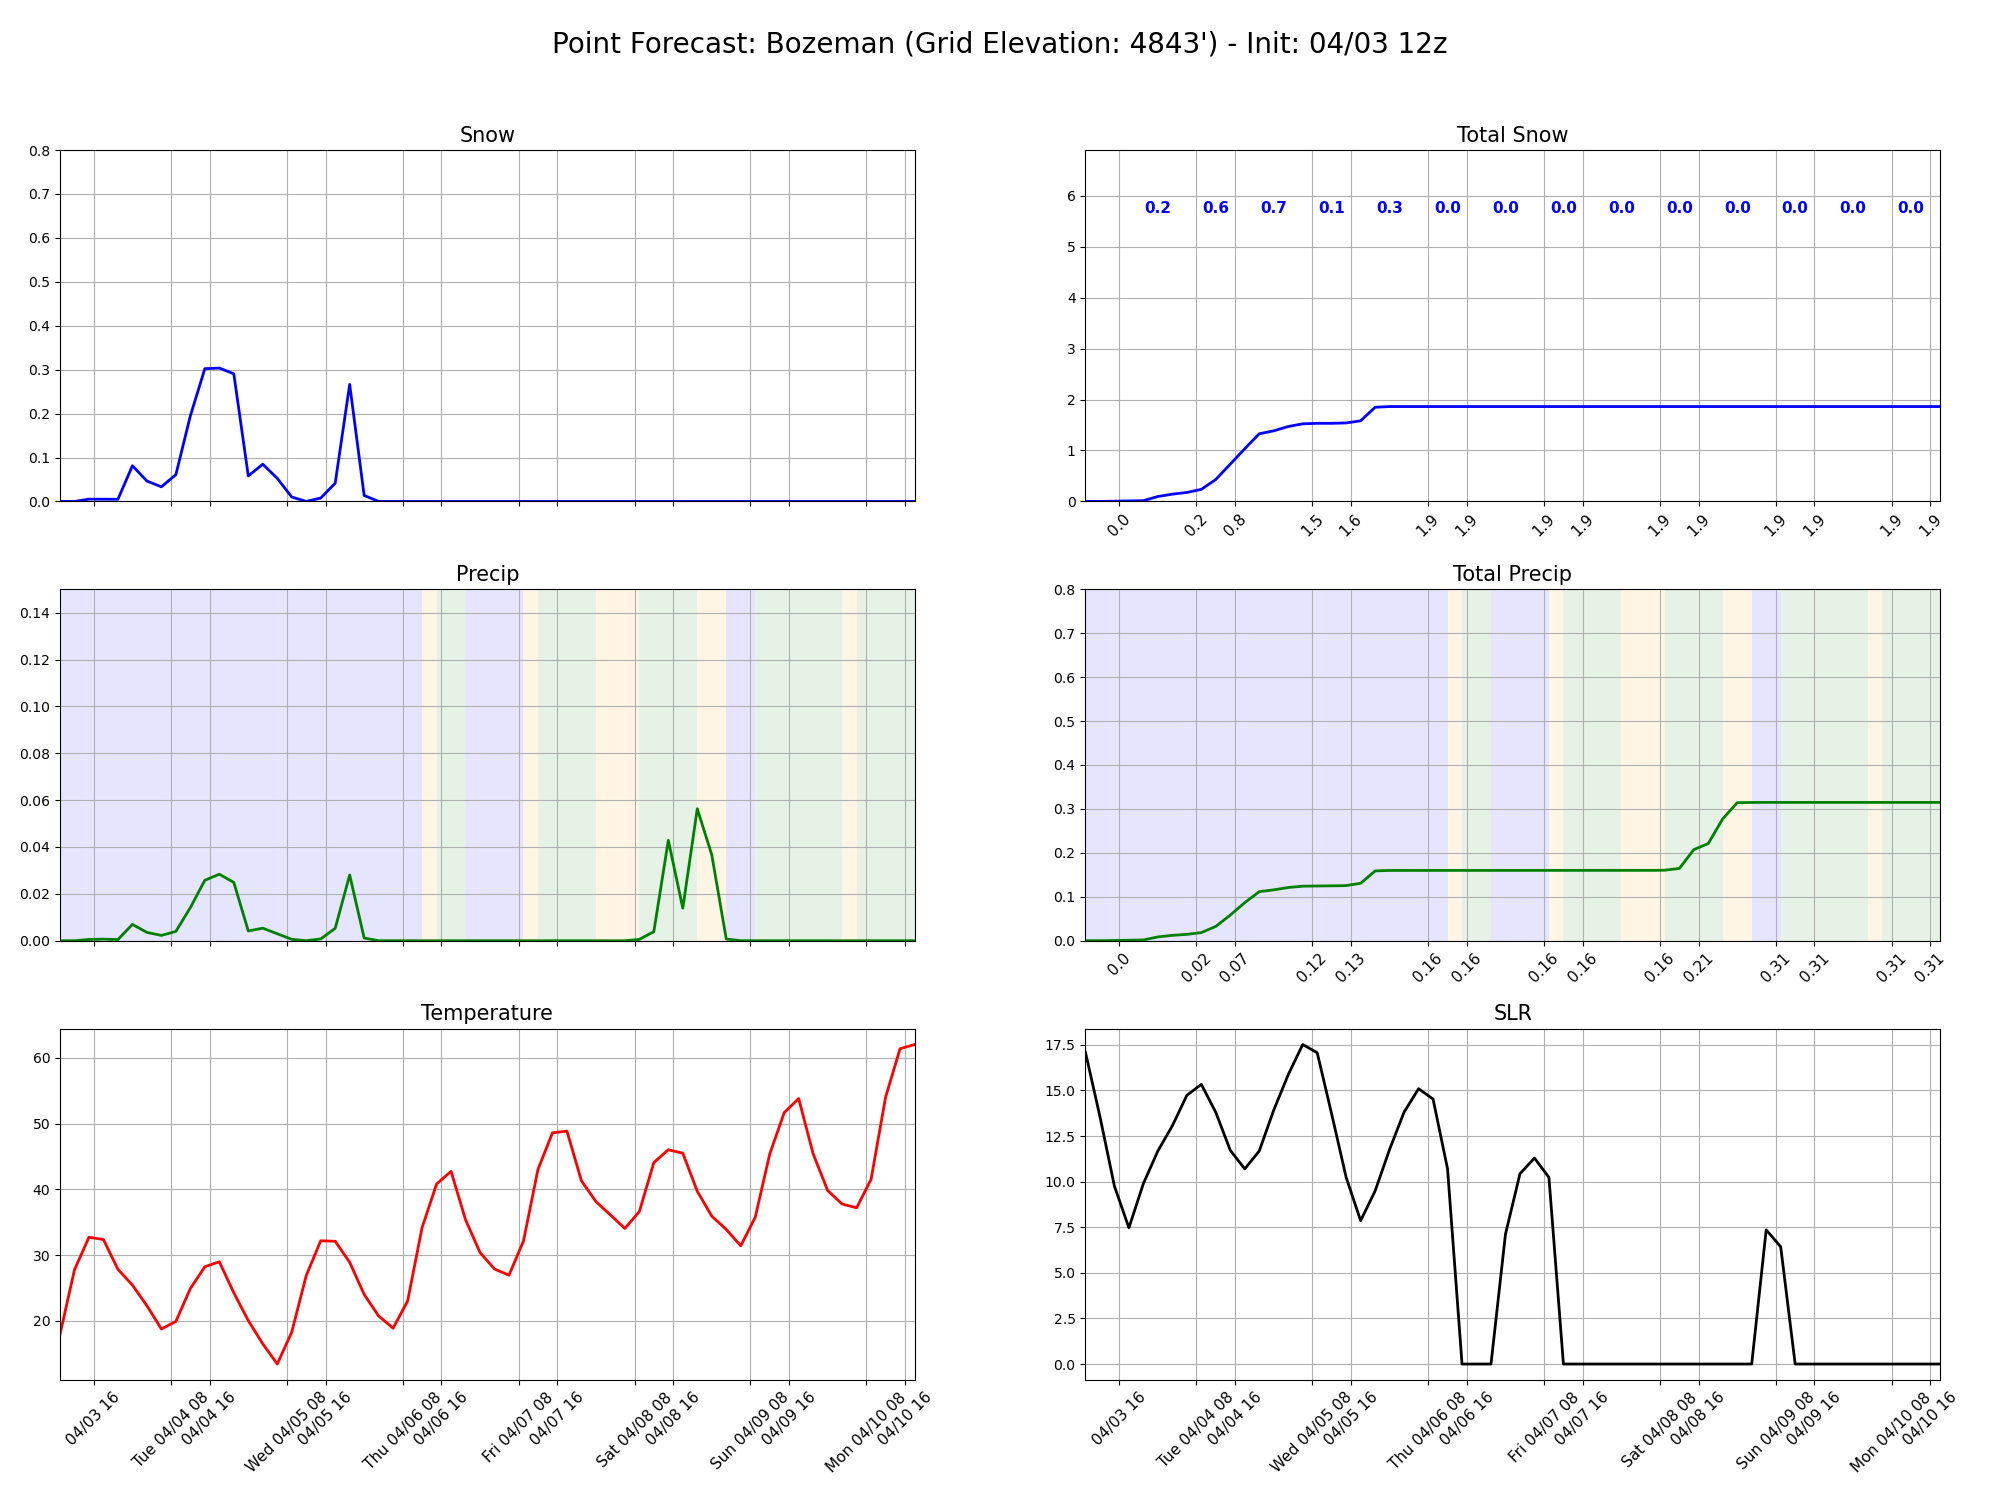 Point Forecast: Bozeman (Grid Elevation: 4843') - Init: 04/03 12z
Snow
0.8
0.7
0.6
0.5
0.4
0.3
0.2
0.1
0.0
Total Snow
6
5
4
3
2
1
0
0.2 0.6 0.7 0.1 0.3 0.0 0.0 0.0 0.0 0.0 0.0 0.0 0.0 0.0
0.0 0.2 0.8 1.5 1.6 1.9 1.9 1.9 1.9 1.9 1.9 1.9 1.9 1.9 1.9
Precip
0.14
0.12
0.10
0.08
0.06
0.04
0.02
0.00
Total Precip
0.8
0.7
0.6
0.5
0.4
0.3
0.2
0.1
0.0
0.0 0.02 0.07 0.12 0.13 0.16 0.16 0.16 0.16 0.16 0.21 0.31 0.31 0.31 0.31
Temperature
60
50
40
30
20
04/03 16
Tue 04/04 08
04/04 16
Wed 04/05 08
04/05 16
Thu 04/06 08
04/06 16
Fri 04/07 08
04/07 16
Sat 04/08 08
04/08 16
Sun 04/09 08
04/09 16
Mon 04/10 08
04/10 16
SLR
17.5
15.0
12.5
10.0
7.5
5.0
2.5
0.0
04/03 16
Tue 04/04 08
04/04 16
Wed 04/05 08
04/05 16
Thu 04/06 08
04/06 16
Fri 04/07 08
04/07 16
Sat 04/08 08
04/08 16
Sun 04/09 08
04/09 16
Mon 04/10 08
04/10 16